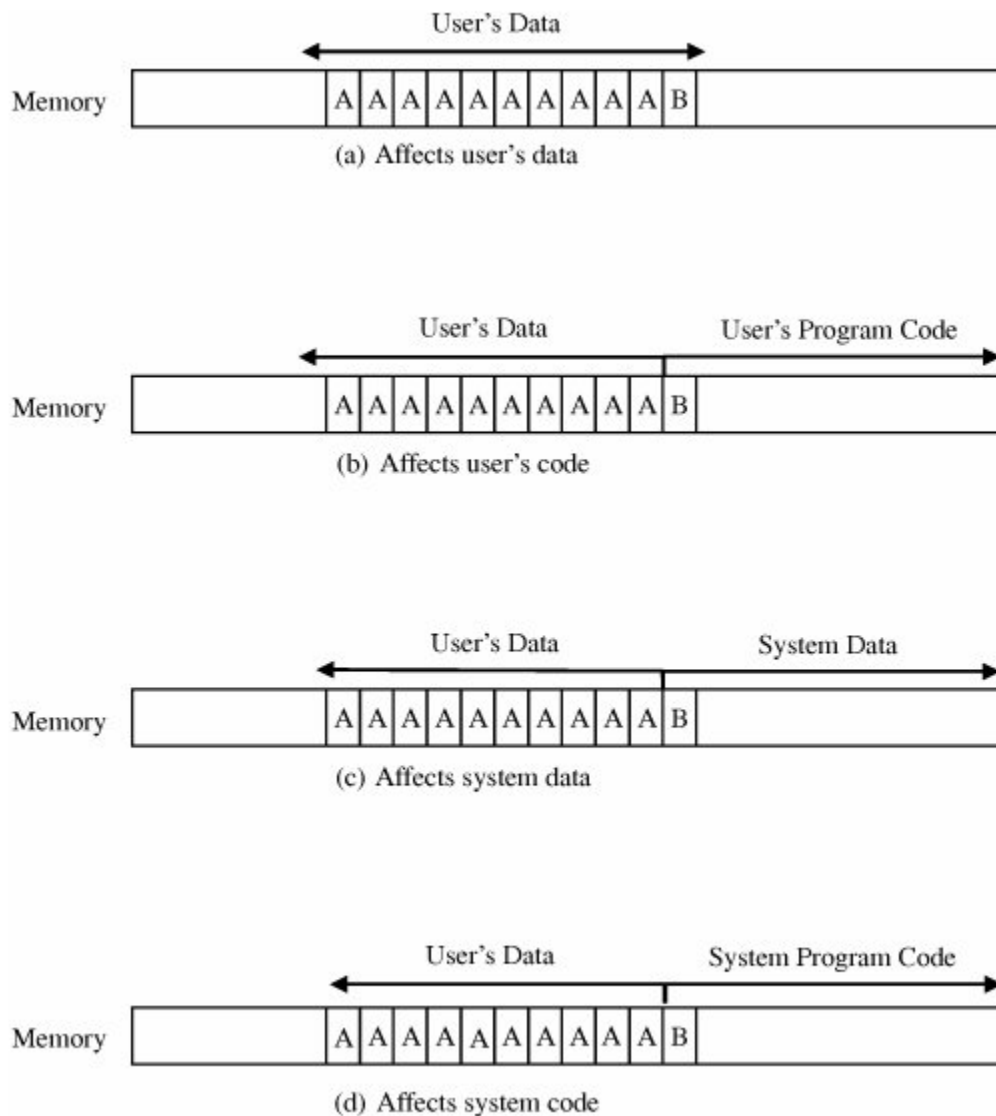 User's Data
Memory A A A A A A A A A A B
(a) Affects user's data
User's Data User's Program Code
Memory A A A A A A A A A A B
(b) Affects user's code
User's Data System Data
Memory A A A A A A A A A A B
(c) Affects system data
User's Data System Program Code
Memory A A A A A A A A A A B
(d) Affects system code